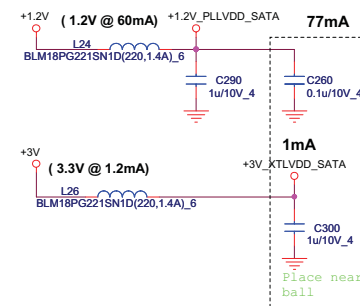 +1.2V
( 1.2V @ 60mA)
+1.2V_PLLVDD_SATA
77mA
L24
BLM18PG221SN1D(220,1.4A)_6
C290
1u/10V_4
C260
0.1u/10V_4
1mA
+3V
( 3.3V @ 1.2mA)
+3V_XTLVDD_SATA
L26
BLM18PG221SN1D(220,1.4A)_6
C300
1u/10V_4
Place near
ball